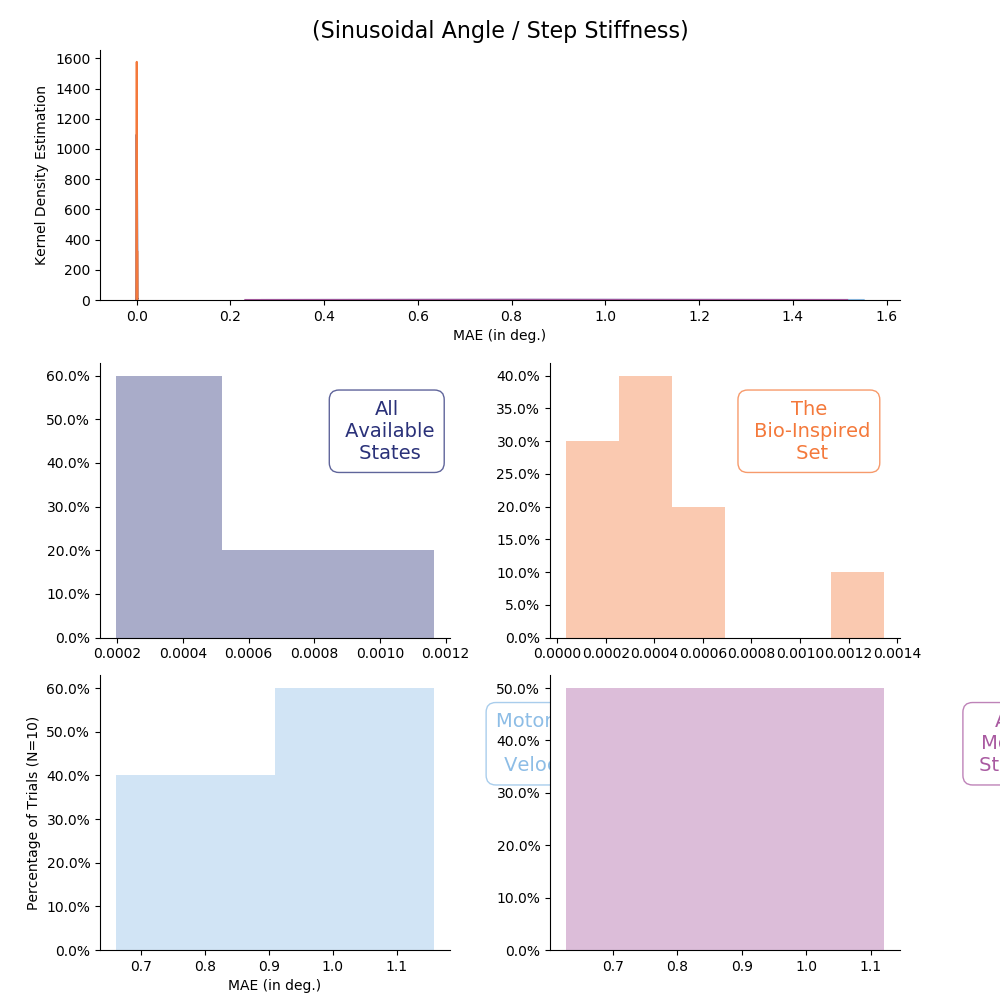 (Sinusoidal Angle / Step Stiffness)
Kernel Density Estimation
1600
1400
1200
1000
800
600
400
200
0
0.0 0.2 0.4 0.6 0.8 1.0 1.2 1.4 1.6
MAE (in deg.)
60.0%
50.0%
40.0%
30.0%
20.0%
10.0%
0.0%
0.0002 0.0004 0.0006 0.0008 0.0010 0.0012
All
Available
States
40.0%
35.0%
30.0%
25.0%
20.0%
15.0%
10.0%
5.0%
0.0%
0.0000 0.0002 0.0004 0.0006 0.0008 0.0010 0.0012 0.0014
The
Bio-Inspired
Set
Percentage of Trials (N=10)
60.0%
50.0%
40.0%
30.0%
20.0%
10.0%
0.0%
0.7 0.8 0.9 1.0 1.1
MAE (in deg.)
Motor
Veloc
50.0%
40.0%
30.0%
20.0%
10.0%
0.0%
0.7 0.8 0.9 1.0 1.1
St